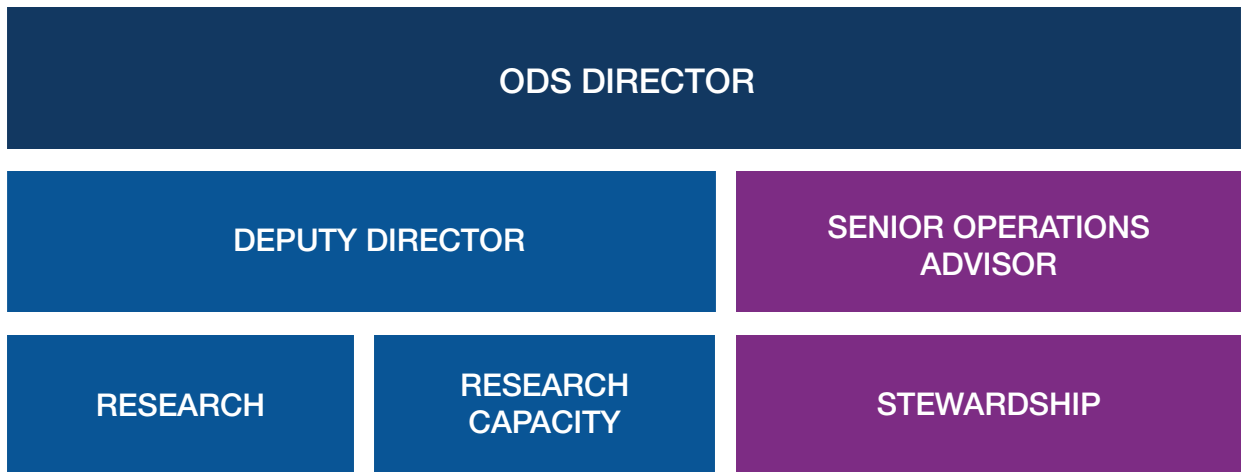 ODS DIRECTOR
DEPUTY DIRECTOR
SENIOR OPERATIONS
ADVISOR
RESEARCH
RESEARCH
CAPACITY
STEWARDSHIP